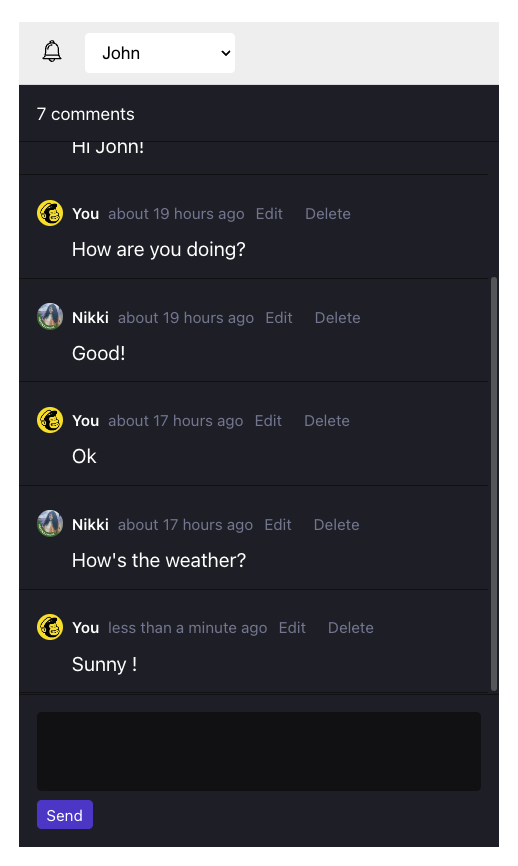 John
7 comments
Hi John!
You about 19 hours ago Edit Delete
How are you doing?
Nikki about 19 hours ago Edit Delete
Good!
You about 17 hours ago Edit Delete
Ok
Nikki about 17 hours ago Edit Delete
How's the weather?
You less than a minute ago Edit Delete
Sunny !
Send